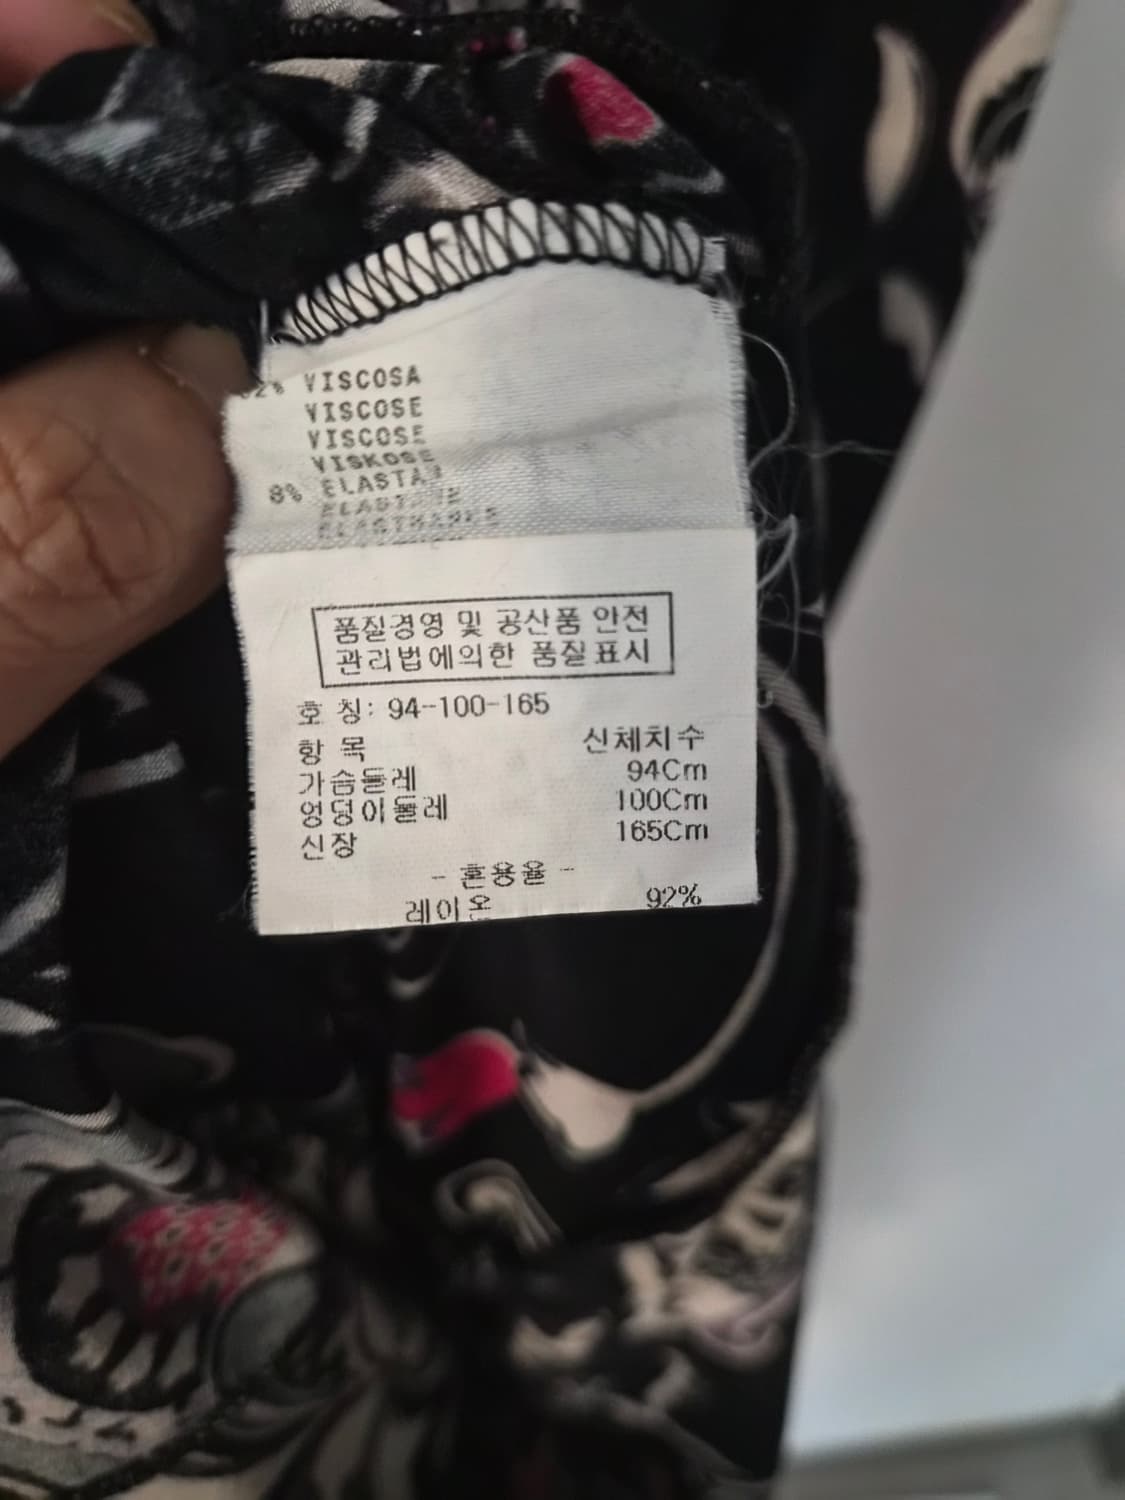 VISCOSA
VISCOSE
VISCOSE
VISKOSE
8%
품질경영 및 공산품 안전
관리법에의한 품질표시
호 칭: 94-100-165
항 목 신체치수
가슴둘레 94Cm
엉덩이둘레 100Cm
신장 165Cm
- 혼용율 -
레이온 92%